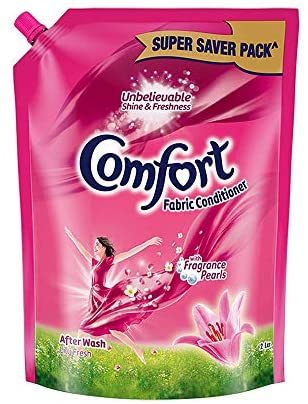 SUPER SAVER PACK^
Unbelievable
Shine & Freshness
Comfort
Fabric Conditioner
with
Fragrance
Pearls
After Wash
Fresh